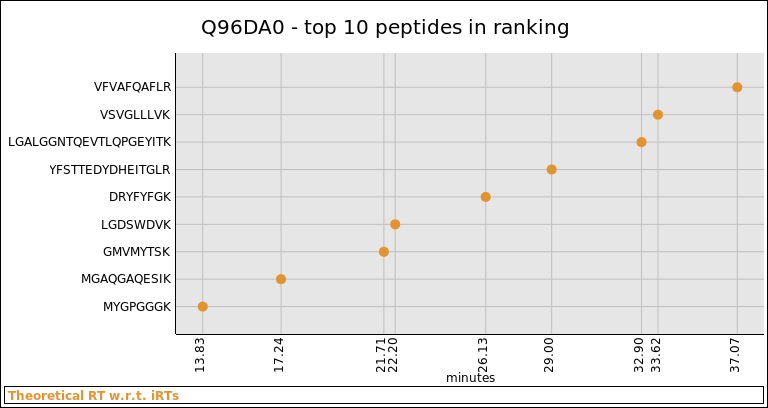 Q96DA0 - top 10 peptides in ranking
VFVAFQAFLR
VSVGLLLVK
LGALGGNTQEVTLQPGEYITK
YFSTTEDYDHEITGLR
DRYFYFGK
LGDSWDVK
GMVMYTSK
MGAQGAQESIK
MYGPGGGK
13.83 17.24 21.71 22.20 26.13 29.00 32.90 33.62 37.07
minutes
Theoretical RT w.r.t. iRTs